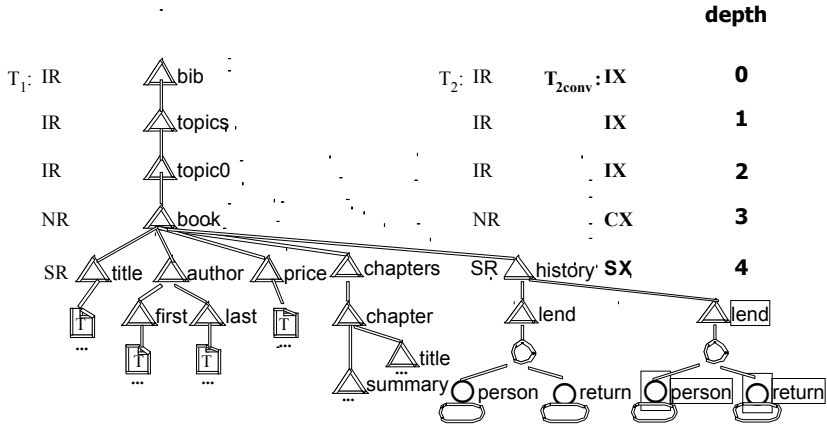 depth
T1: IR bib T2: IR T2conv: IX 0
IR topics IR IX 1
IR topic0 IR IX 2
NR book NR CX 3
SR title author price chapters SR history SX 4
T first last T chapter lend lend
... T T ... title
... ... summary person return person return
...